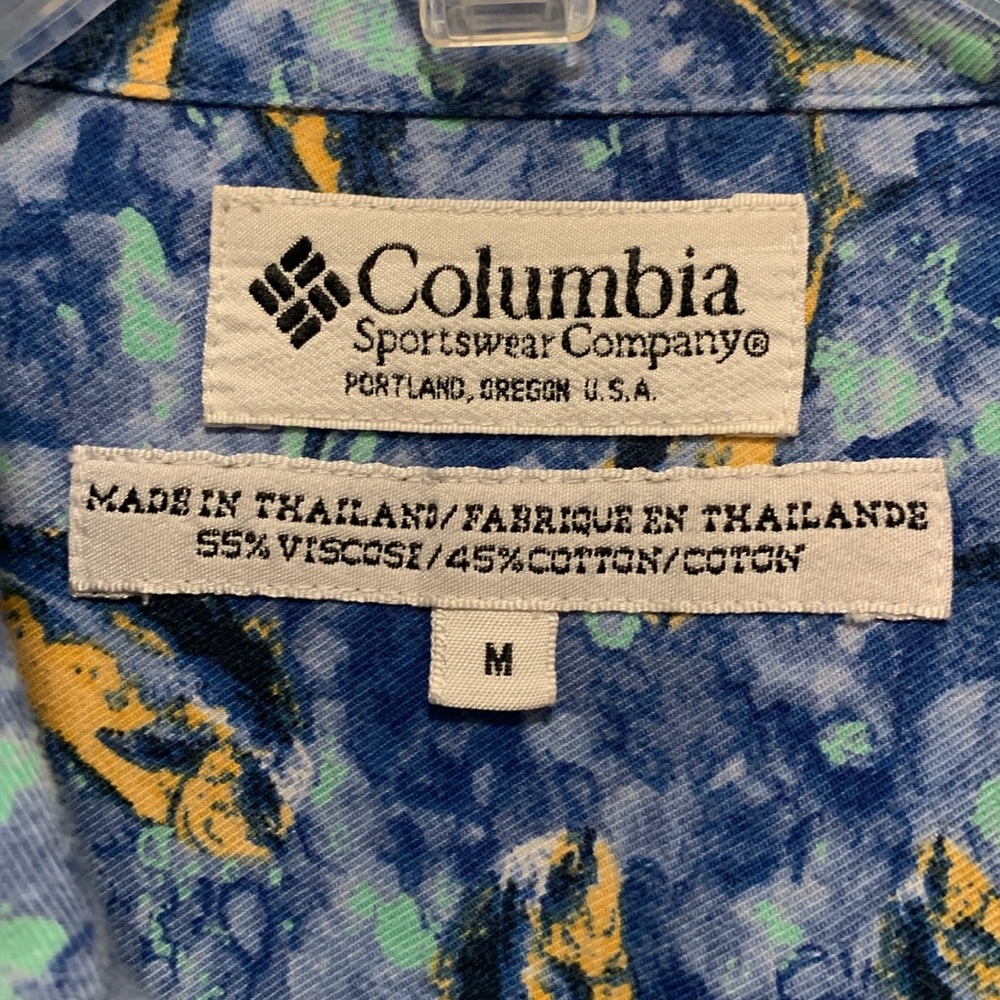 Columbia
Sportswear Company®
PORTLAND, OREGON U.S.A.
MADE IN THAILAND/FABRIQUE EN THAILANDE
55% VISCOSE/45% COTTON/COTON
M